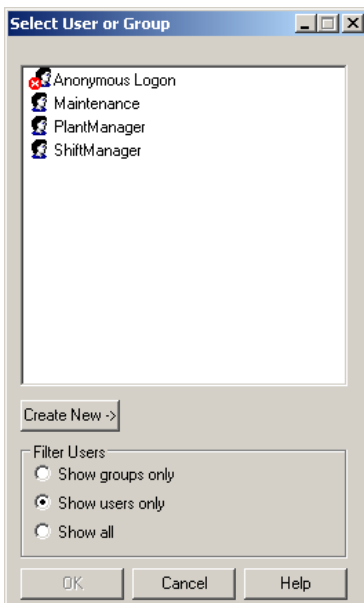 Select User or Group
Anonymous Logon
Maintenance
PlantManager
ShiftManager
Create New ->
Filter Users
Show groups only
Show users only
Show all
OK Cancel Help